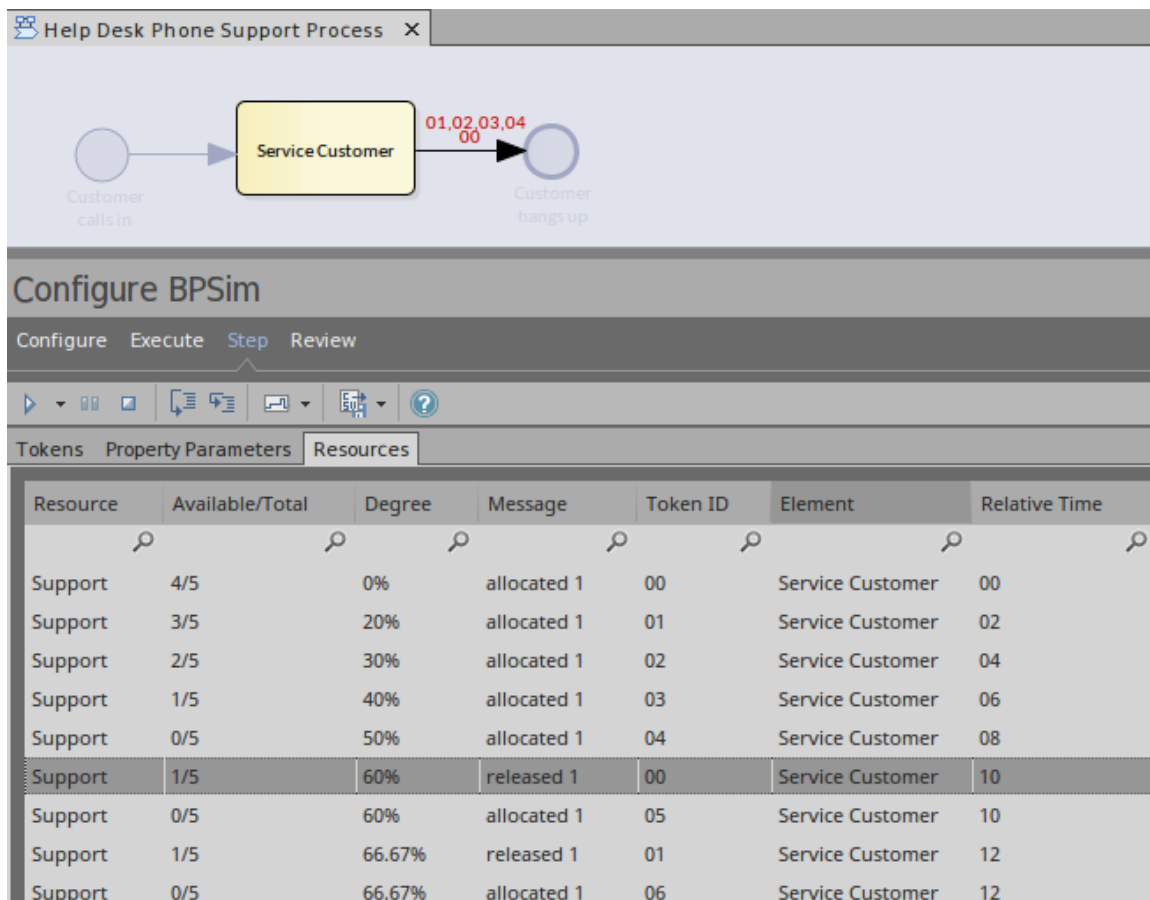 Help Desk Phone Support Process
01,02,03,04
00
Service Customer
Customer
calls in
Customer
hangs up
Configure BPSim
Configure Execute Step Review
Tokens Property Parameters Resources
Resource Available/Total Degree Message Token ID Element Relative Time
Support 4/5 0% allocated 1 00 Service Customer 00
Support 3/5 20% allocated 1 01 Service Customer 02
Support 2/5 30% allocated 1 02 Service Customer 04
Support 1/5 40% allocated 1 03 Service Customer 06
Support 0/5 50% allocated 1 04 Service Customer 08
Support 1/5 60% released 1 00 Service Customer 10
Support 0/5 60% allocated 1 05 Service Customer 10
Support 1/5 66.67% released 1 01 Service Customer 12
Support 0/5 66.67% allocated 1 06 Service Customer 12